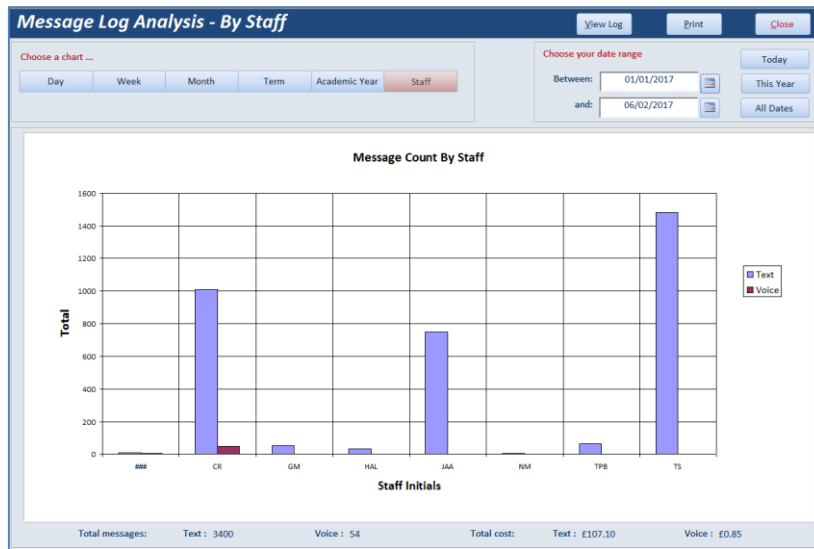 Message Log Analysis - By Staff
View Log Print Close
Choose a chart ...
Day Week Month Term Academic Year Staff
Choose your date range
Between: 01/01/2017
and: 06/02/2017
Today
This Year
All Dates
Message Count By Staff
Total
1600
1400
1200
1000
800
600
400
200
0
### CR GM HAL JAA NM TPB TS
Staff Initials
Text
Voice
Total messages: Text : 3400 Voice : 54 Total cost: Text : £107.10 Voice : £0.85